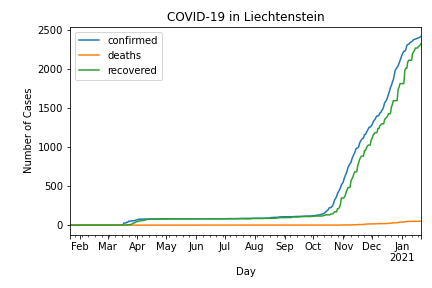 COVID-19 in Liechtenstein
confirmed
deaths
recovered
Number of Cases
2500
2000
1500
1000
500
0
Feb Mar Apr May Jun Jul Aug Sep Oct Nov Dec Jan
2021
Day